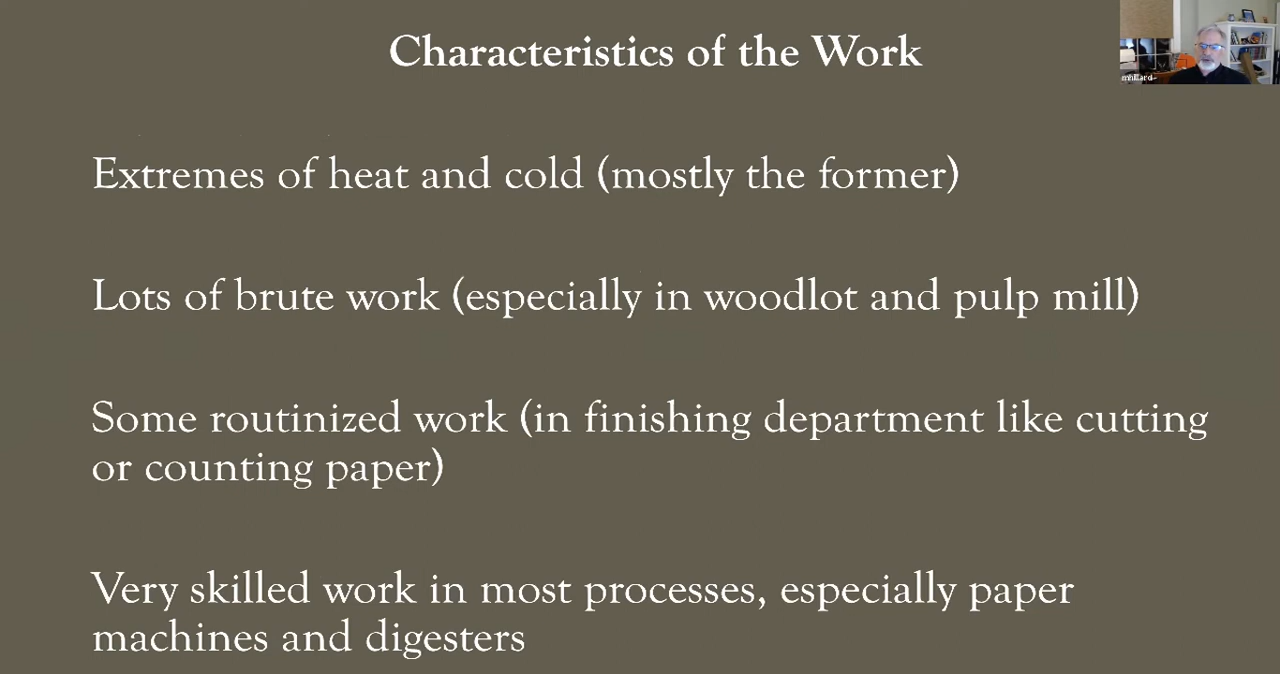 Characteristics of the Work
mhillard
Extremes of heat and cold (mostly the former)
Lots of brute work (especially in woodlot and pulp mill)
Some routinized work (in finishing department like cutting
or counting paper)
Very skilled work in most processes, especially paper
machines and digesters